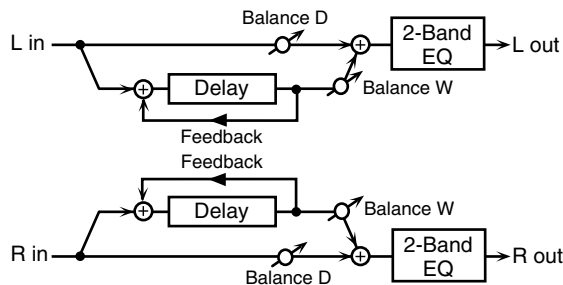 Balance D
L in
2-Band
EQ
L out
Delay
Balance W
Feedback
Feedback
Delay
Balance W
R in
2-Band
EQ
R out
Balance D